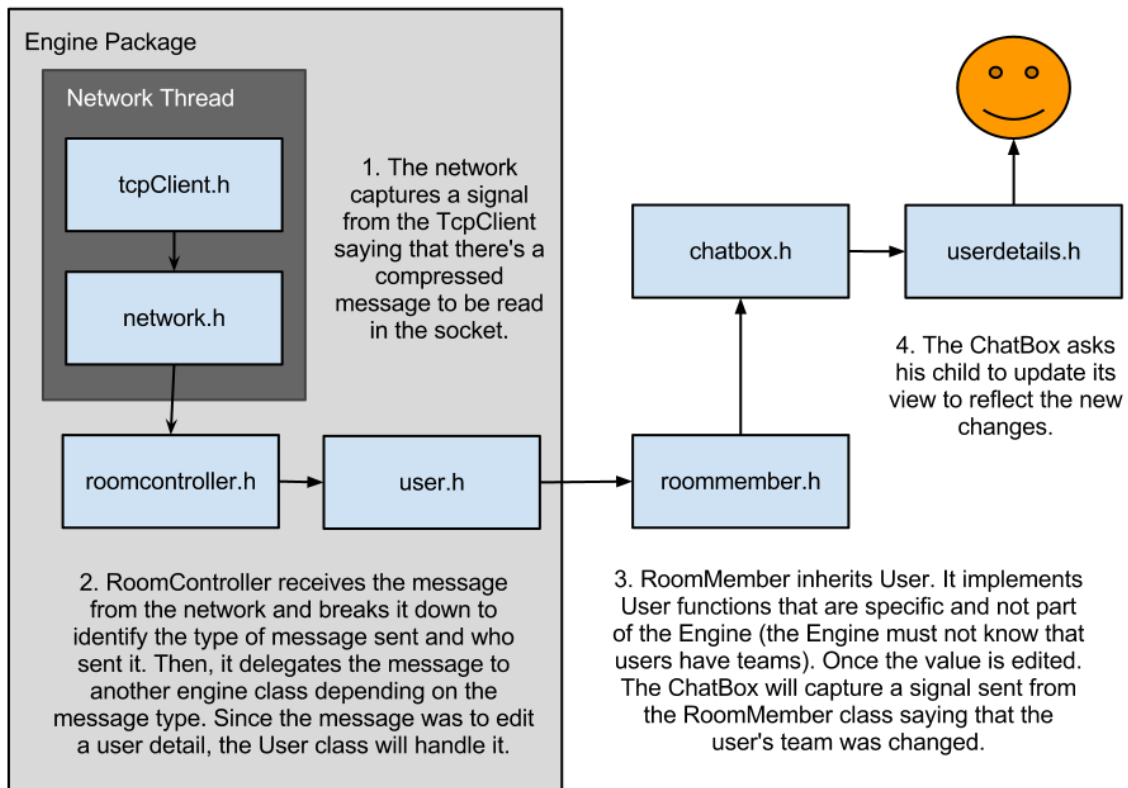 Engine Package
Network Thread
tcpClient.h
network.h
1. The network
captures a signal
from the TcpClient
saying that there's a
compressed
message to be read
in the socket.
chatbox.h
userdetails.h
4. The ChatBox asks
his child to update its
view to reflect the new
changes.
roomcontroller.h
user.h
roommember.h
2. RoomController receives the message
from the network and breaks it down to
identify the type of message sent and who
sent it. Then, it delegates the message to
another engine class depending on the
message type. Since the message was to edit
a user detail, the User class will handle it.
3. RoomMember inherits User. It implements
User functions that are specific and not part
of the Engine (the Engine must not know that
users have teams). Once the value is edited.
The ChatBox will capture a signal sent from
the RoomMember class saying that the
user's team was changed.